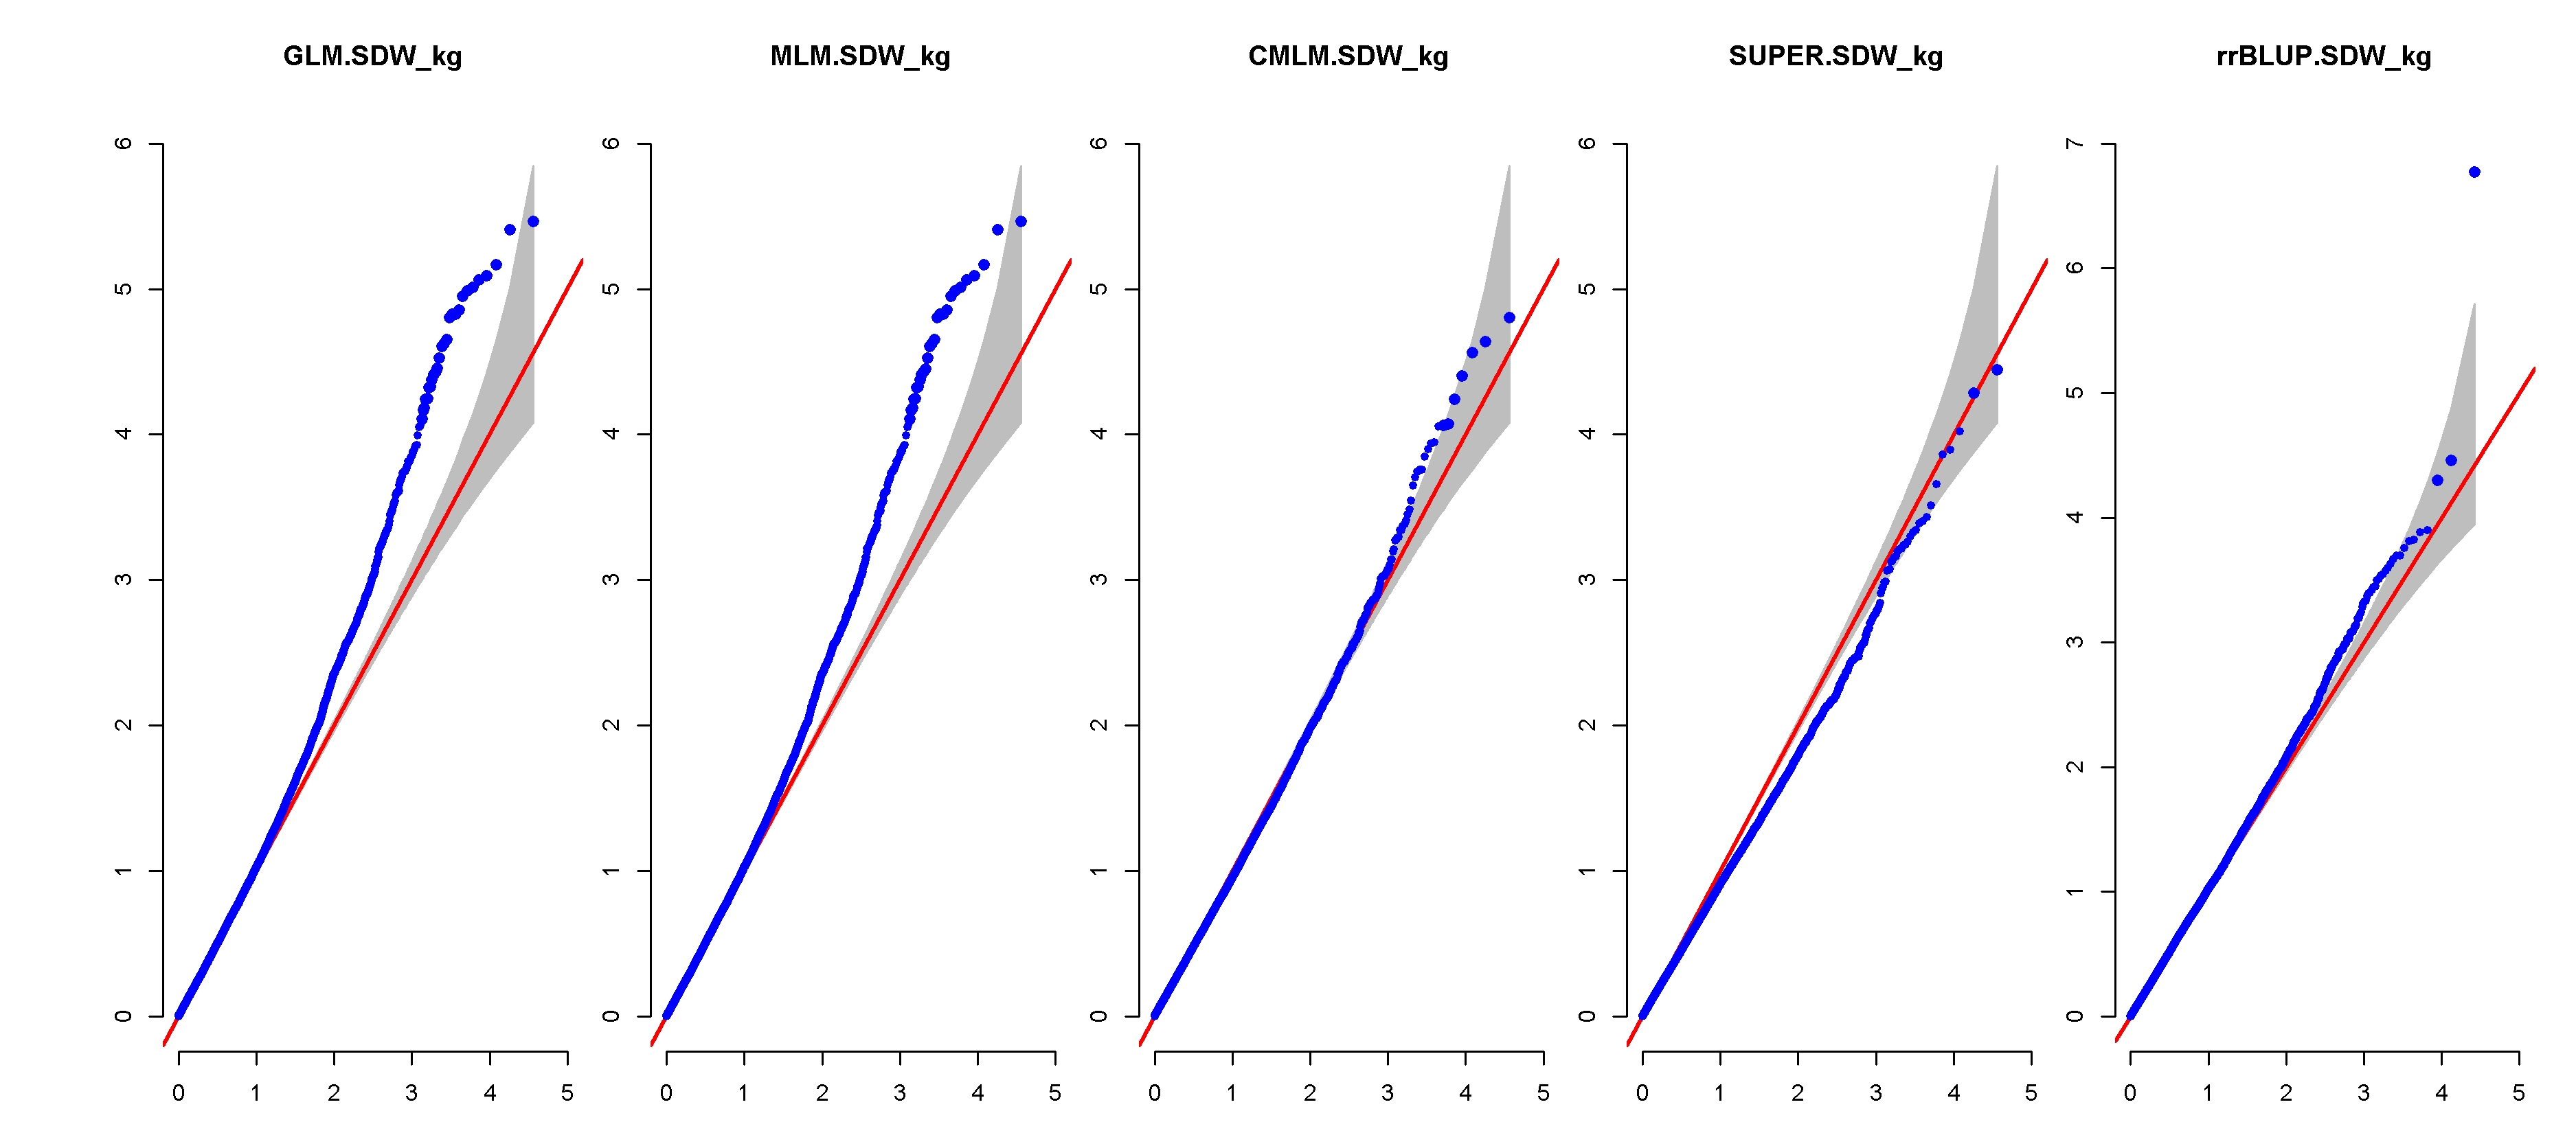 GLM.SDW_kg MLM.SDW_kg CMLM.SDW_kg SUPER.SDW_kg rrBLUP.SDW_kg
6 6 6 6 7
6
5 5 5 5
5
4 4 4 4
4
3 3 3 3
3
2 2 2 2
2
1 1 1 1
1
0 0 0 0 0
0 1 2 3 4 5 0 1 2 3 4 5 0 1 2 3 4 5 0 1 2 3 4 5 0 1 2 3 4 5